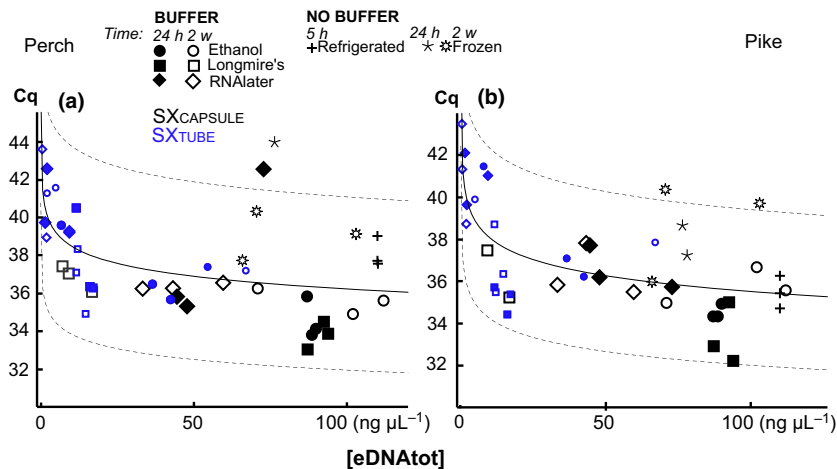 BUFFER NO BUFFER
Time: 24 h 2 w 5 h 24 h 2 w
Perch Ethanol Refrigerated Frozen Pike
Longmire's
RNAlater
Cq (a) Cq (b)
SXCAPSULE
SXTUBE
44
42
40
38
36
34
32
42
40
38
36
34
32
0 50 100 (ng µL–1) 0 50 100 (ng µL–1)
[eDNAtot]